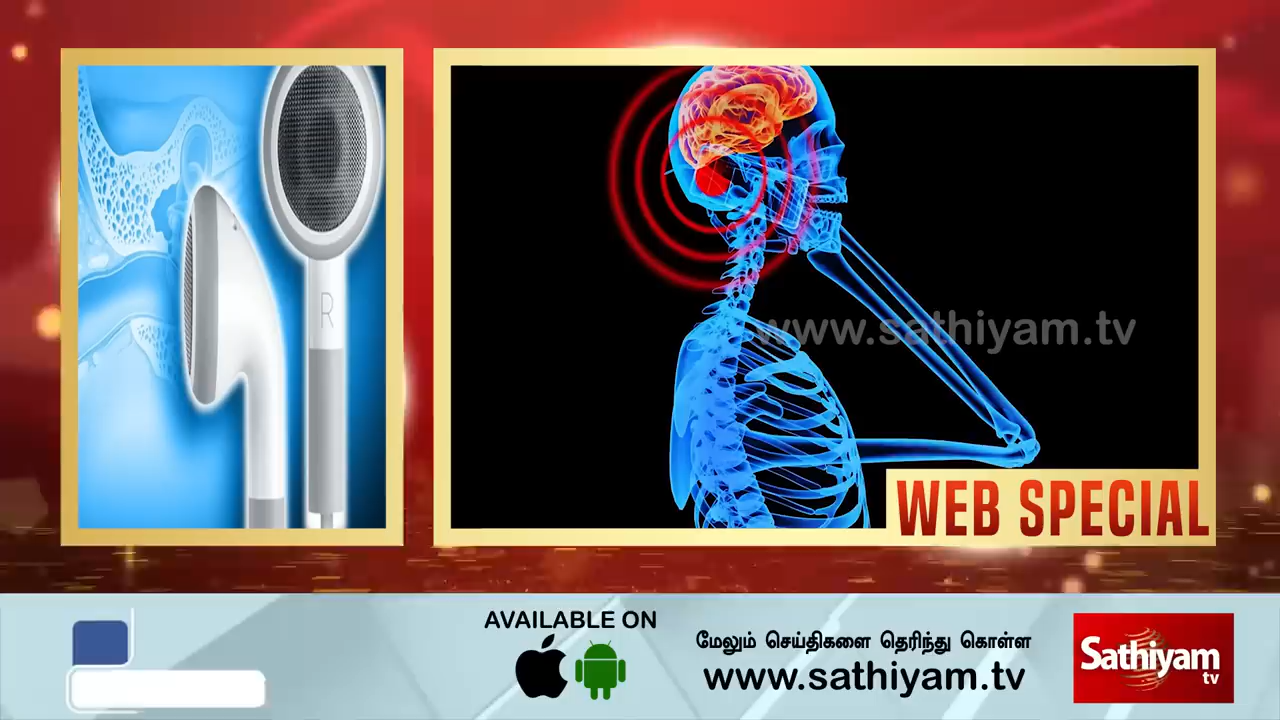 R
www.sathiyam.tv
WEB SPECIAL
AVAILABLE ON
மேலும் செய்திகளை தெரிந்து கொள்ள
www.sathiyam.tv
Sathiyam
tv